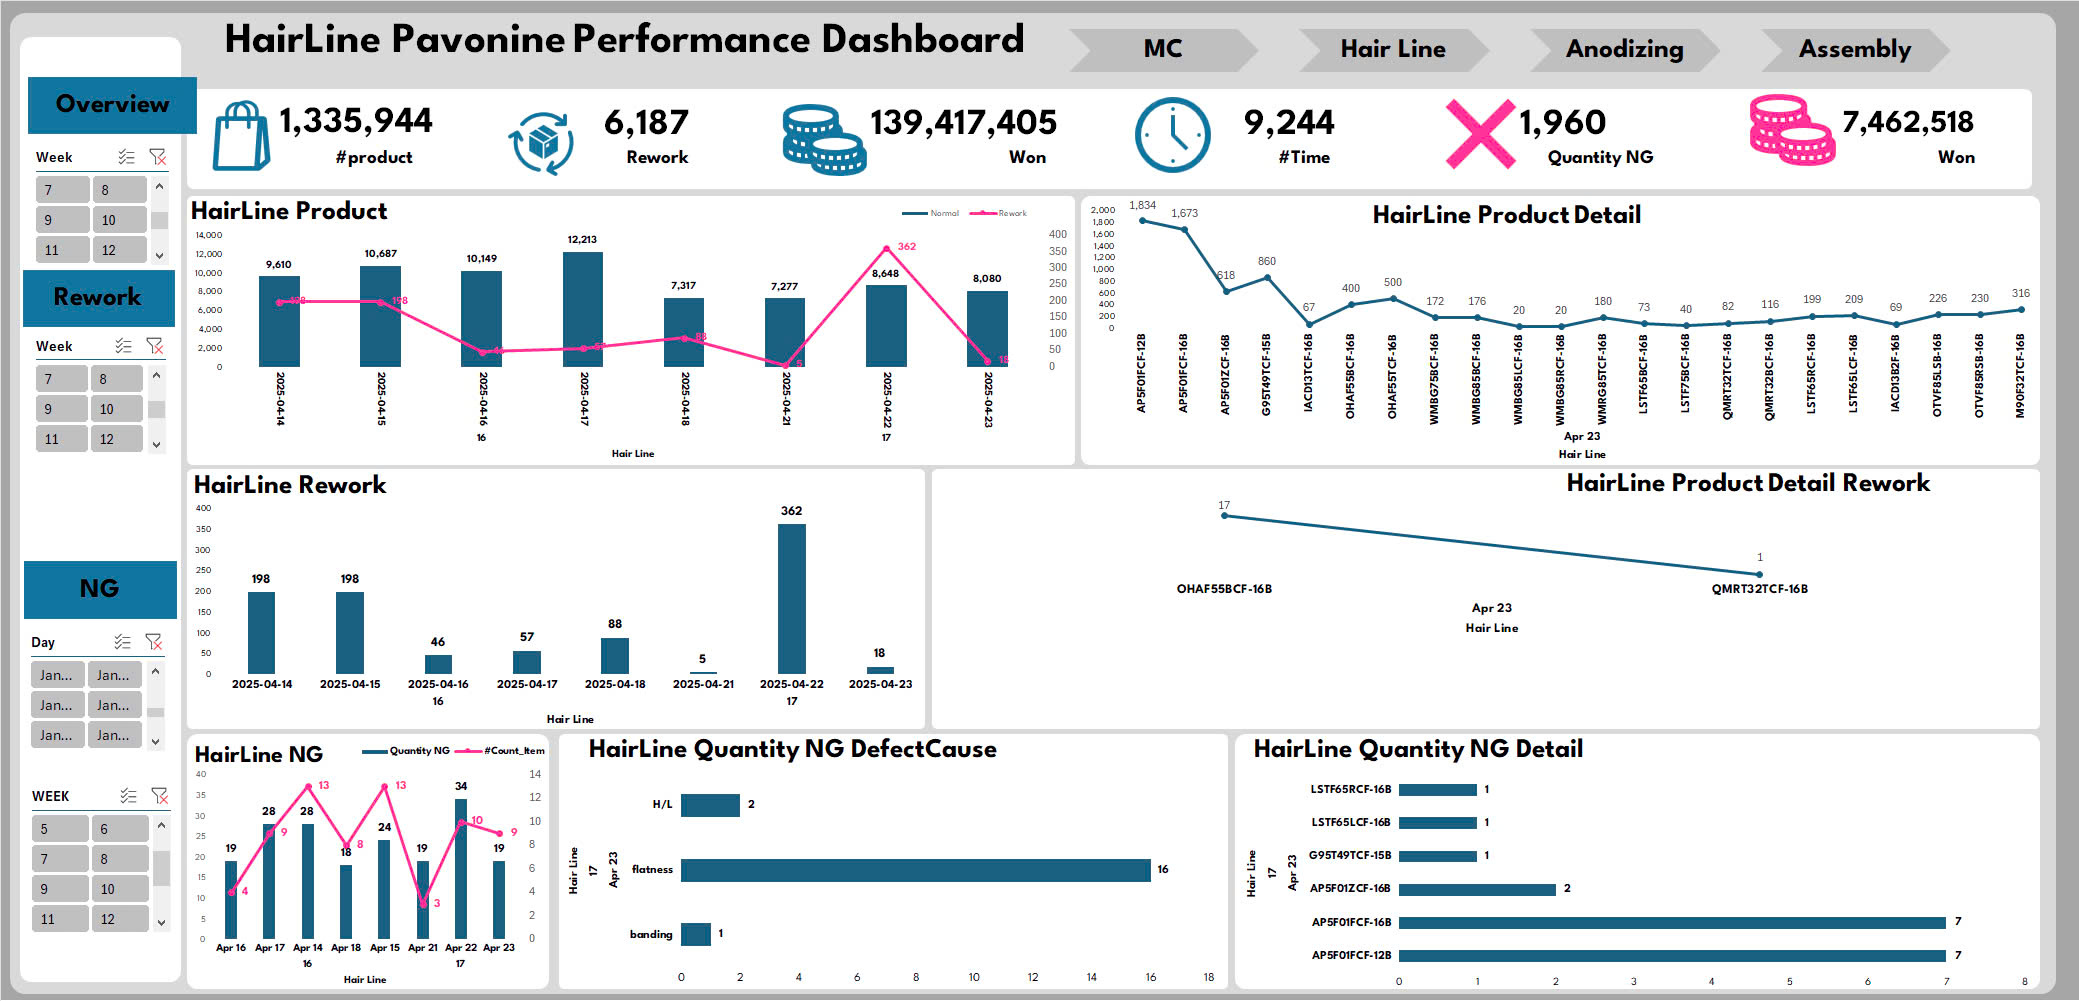 HairLine Pavonine Performance Dashboard
MC
Hair Line
Anodizing
Assembly
Overview
Week
7 8
9 10
11 12
Rework
Week
7 8
9 10
11 12
NG
Day
Jan... Jan...
Jan... Jan...
Jan... Jan...
WEEK
5 6
7 8
9 10
11 12
1,335,944
#product
6,187
Rework
139,417,405
Won
9,244
#Time
1,960
Quantity NG
7,462,518
Won
HairLine Product
Normal Rework
14,000
12,000
10,000
8,000
6,000
4,000
2,000
0
400
350
300
250
200
150
100
50
0
9,610 10,687 10,149 12,213 7,317 7,277 8,648 8,080
198 362 5 18
2025-04-14 2025-04-15 2025-04-16 2025-04-17 2025-04-18 2025-04-21 2025-04-22 2025-04-23
16 17
Hair Line
HairLine Product Detail
2,000
1,800
1,600
1,400
1,200
1,000
800
600
400
200
0
1,834 1,673 618 860 67 400 500 172 176 20 20 180 73 40 82 116 199 209 69 226 230 316
AP5F01FCF-12B AP5F01FCF-16B AP5F01ZCF-16B G95T49TCF-15B IACD13TCF-16B OHAF55BCF-16B OHAF55TCF-16B WMBG75BCF-16B WMBG85BCF-16B WMBG85LCF-16B WMBG85RCF-16B WMRG85TCF-16B LSTF65BCF-16B LSTF75BCF-16B QMRT32TCF-16B QMRT32BCF-16B LSTF65RCF-16B LSTF65LCF-16B IACD13B2F-16B OTVF85LSB-16B OTVF85RSB-16B M90F32TCF-16B
Apr 23
Hair Line
HairLine Rework
400
350
300
250
200
150
100
50
0
198 198 46 57 88 5 362 18
2025-04-14 2025-04-15 2025-04-16 2025-04-17 2025-04-18 2025-04-21 2025-04-22 2025-04-23
16 17
Hair Line
HairLine Product Detail Rework
17
1
OHAF55BCF-16B QMRT32TCF-16B
Apr 23
Hair Line
HairLine NG
Quantity NG #Count_Item
40
35
30
25
20
15
10
5
0
14
12
10
8
6
4
2
0
19 28 28 18 24 19 34 19
4 9 13 8 13 3 10 9
Apr 16 Apr 17 Apr 14 Apr 18 Apr 15 Apr 21 Apr 22 Apr 23
16 17
Hair Line
HairLine Quantity NG DefectCause
Hair Line
17
Apr 23
H/L 2
flatness 16
banding 1
0 2 4 6 8 10 12 14 16 18
HairLine Quantity NG Detail
Hair Line
17
Apr 23
LSTF65RCF-16B 1
LSTF65LCF-16B 1
G95T49TCF-15B 1
AP5F01ZCF-16B 2
AP5F01FCF-16B 7
AP5F01FCF-12B 7
0 1 2 3 4 5 6 7 8